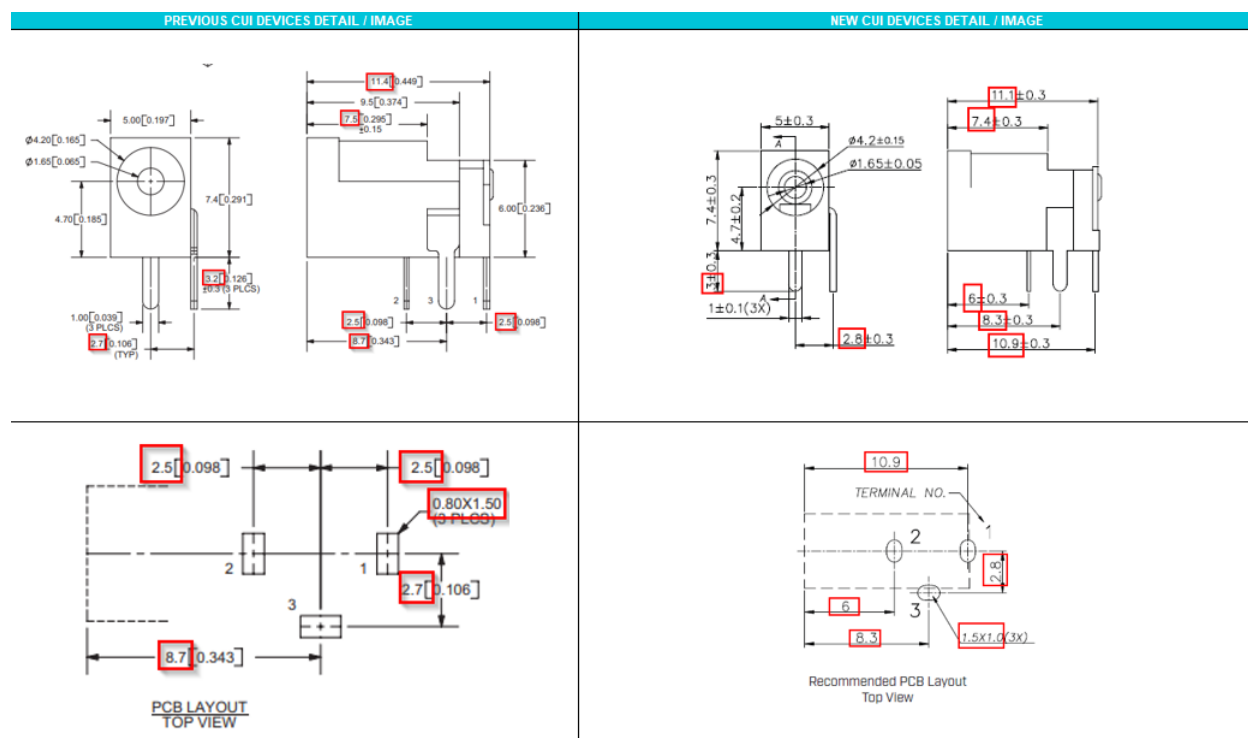 PREVIOUS CUI DEVICES DETAIL / IMAGE
11.4[0.449]
9.5[0.374]
7.5[0.295]
±0.15
5.00[0.197]
Ø4.20[0.165]
Ø1.65[0.065]
7.4[0.291]
4.70[0.185]
6.00[0.236]
3.2[0.126]
±0.3 (3 PLCS)
2
3
1
1.00[0.039]
(3 PLCS)
2.5[0.098]
2.5[0.098]
2.7[0.106]
(TYP)
8.7[0.343]
NEW CUI DEVICES DETAIL / IMAGE
11.1±0.3
7.4±0.3
5±0.3
A
Ø4.2±0.15
Ø1.65±0.05
7.4±0.3
4.7±0.2
3±0.3
A
1±0.1(3X)
2.8±0.3
6±0.3
8.3±0.3
10.9±0.3
2.5[0.098]
2.5[0.098]
0.80X1.50
(3 PLCS)
2
1
2.7[0.106]
3
8.7[0.343]
PCB LAYOUT
TOP VIEW
10.9
TERMINAL NO.
1
2
2.8
6
3
8.3
1.5X1.0(3X)
Recommended PCB Layout
Top View